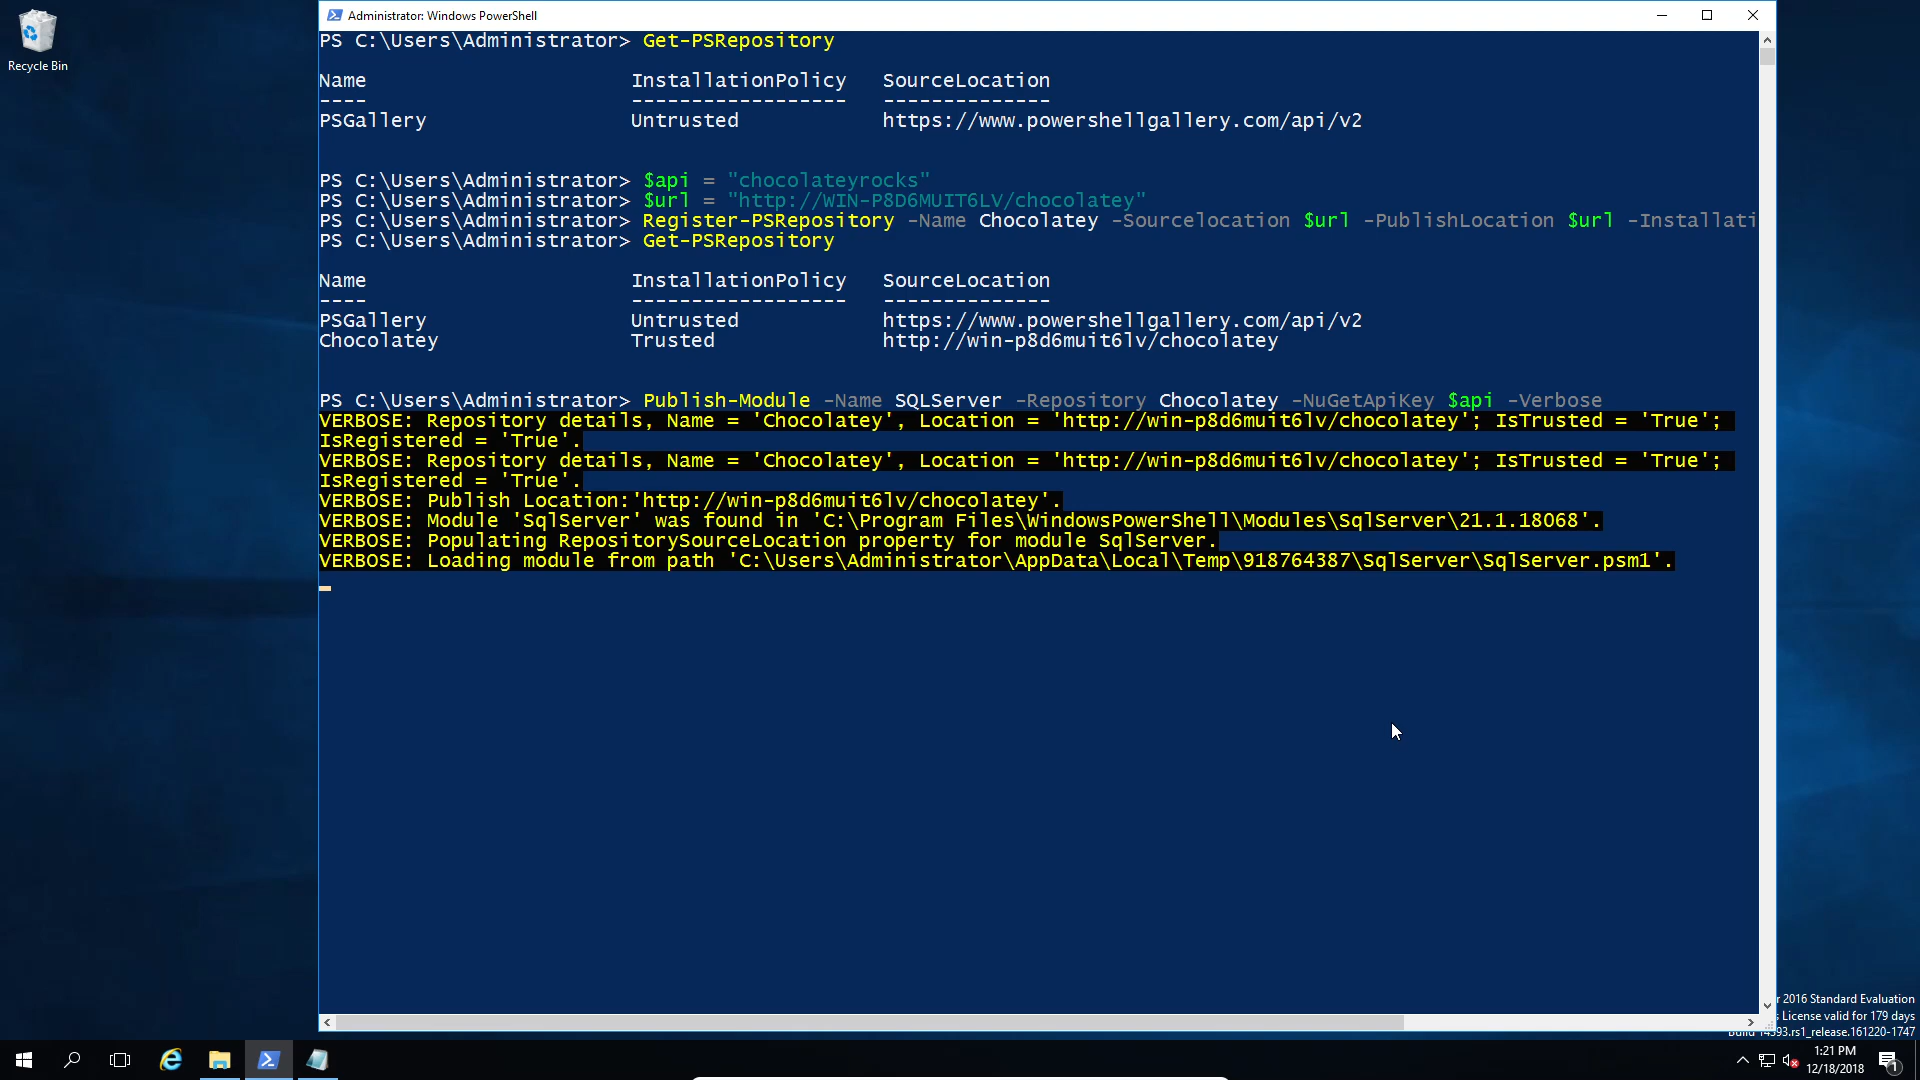 Recycle Bin
Administrator: Windows PowerShell
PS C:\Users\Administrator> Get-PSRepository
Name InstallationPolicy SourceLocation
---- ------------------ --------------
PSGallery Untrusted https://www.powershellgallery.com/api/v2
PS C:\Users\Administrator> $api = "chocolateyrocks"
PS C:\Users\Administrator> $url = "http://WIN-P8D6MUIT6LV/chocolatey"
PS C:\Users\Administrator> Register-PSRepository -Name Chocolatey -Sourcelocation $url -PublishLocation $url -Installati
PS C:\Users\Administrator> Get-PSRepository
Name InstallationPolicy SourceLocation
---- ------------------ --------------
PSGallery Untrusted https://www.powershellgallery.com/api/v2
Chocolatey Trusted http://win-p8d6muit6lv/chocolatey
PS C:\Users\Administrator> Publish-Module -Name SQLServer -Repository Chocolatey -NuGetApiKey $api -Verbose
VERBOSE: Repository details, Name = 'Chocolatey', Location = 'http://win-p8d6muit6lv/chocolatey'; IsTrusted = 'True';
IsRegistered = 'True'.
VERBOSE: Repository details, Name = 'Chocolatey', Location = 'http://win-p8d6muit6lv/chocolatey'; IsTrusted = 'True';
IsRegistered = 'True'.
VERBOSE: Publish Location:'http://win-p8d6muit6lv/chocolatey'.
VERBOSE: Module 'SqlServer' was found in 'C:\Program Files\WindowsPowerShell\Modules\SqlServer\21.1.18068'.
VERBOSE: Populating RepositorySourceLocation property for module SqlServer.
VERBOSE: Loading module from path 'C:\Users\Administrator\AppData\Local\Temp\918764387\SqlServer\SqlServer.psm1'.
r 2016 Standard Evaluation
License valid for 179 days
Build 14393.rs1_release.161220-1747
1:21 PM
12/18/2018
1